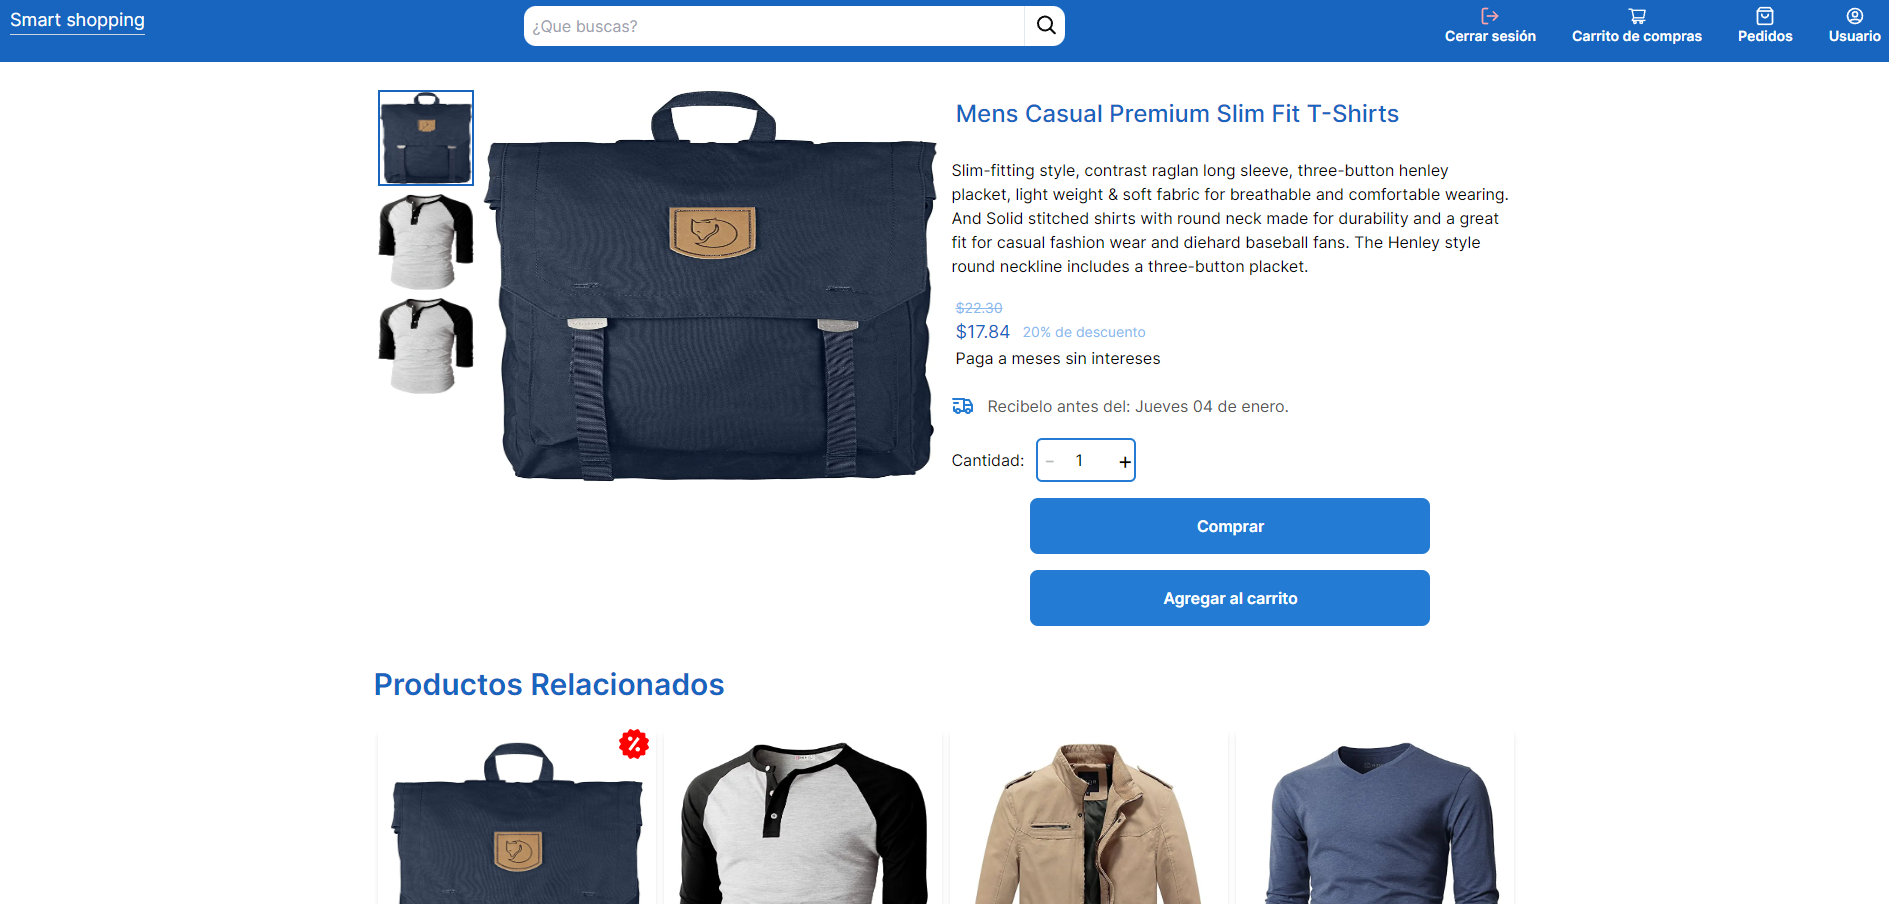 Smart shopping
¿Que buscas?
Cerrar sesión
Carrito de compras
Pedidos
Usuario
Mens Casual Premium Slim Fit T-Shirts
Slim-fitting style, contrast raglan long sleeve, three-button henley
placket, light weight & soft fabric for breathable and comfortable wearing.
And Solid stitched shirts with round neck made for durability and a great
fit for casual fashion wear and diehard baseball fans. The Henley style
round neckline includes a three-button placket.
$22.30
$17.84 20% de descuento
Paga a meses sin intereses
Recibelo antes del: Jueves 04 de enero.
Cantidad: - 1 +
Comprar
Agregar al carrito
Productos Relacionados
%